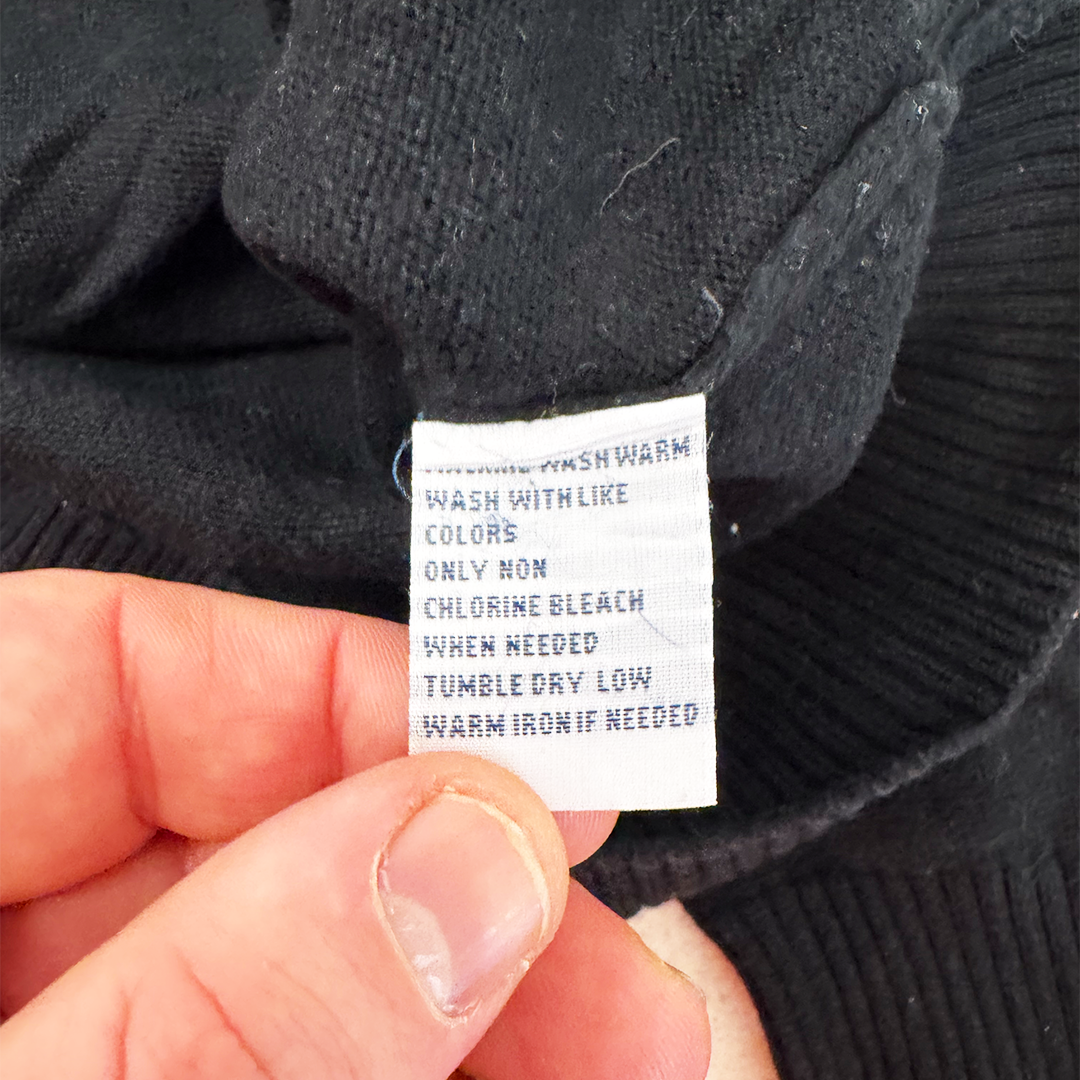 MACHINE WASH WARM
WASH WITH LIKE
COLORS
ONLY NON
CHLORINE BLEACH
WHEN NEEDED
TUMBLE DRY LOW
WARM IRON IF NEEDED